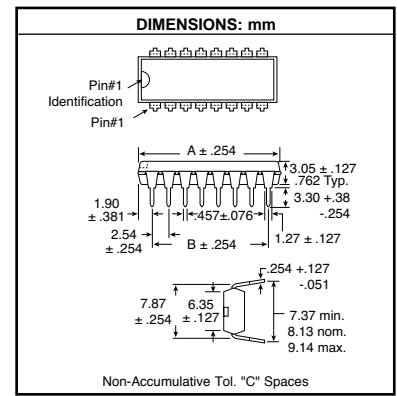 DIMENSIONS: mm
Pin#1
Identification
Pin#1
A ± .254
3.05 ± .127
.762 Typ.
3.30 +.38
-.254
1.90
± .381
.457±.076
2.54
± .254
B ± .254
1.27 ± .127
.254 +.127
-.051
7.87
± .254
6.35
± .127
7.37 min.
8.13 nom.
9.14 max.
Non-Accumulative Tol. "C" Spaces